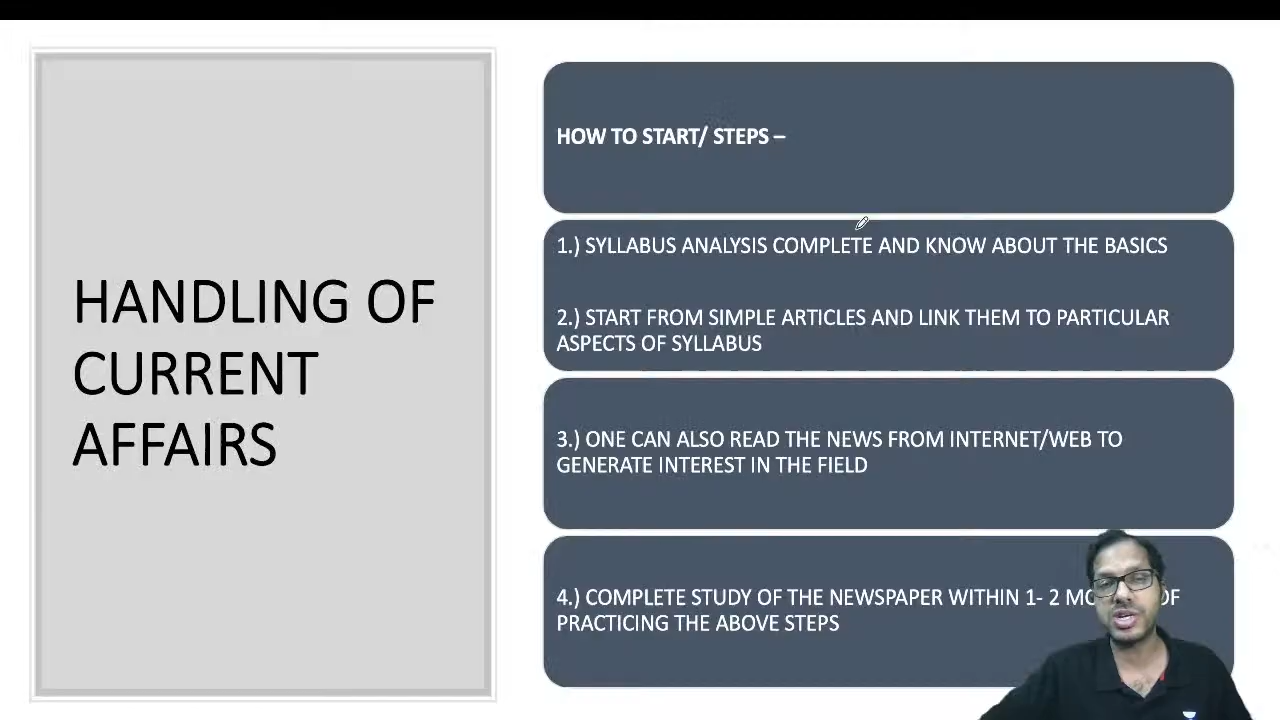 HANDLING OF
CURRENT
AFFAIRS
HOW TO START/ STEPS –
1.) SYLLABUS ANALYSIS COMPLETE AND KNOW ABOUT THE BASICS
2.) START FROM SIMPLE ARTICLES AND LINK THEM TO PARTICULAR
ASPECTS OF SYLLABUS
3.) ONE CAN ALSO READ THE NEWS FROM INTERNET/WEB TO
GENERATE INTEREST IN THE FIELD
4.) COMPLETE STUDY OF THE NEWSPAPER WITHIN 1- 2 OF
PRACTICING THE ABOVE STEPS